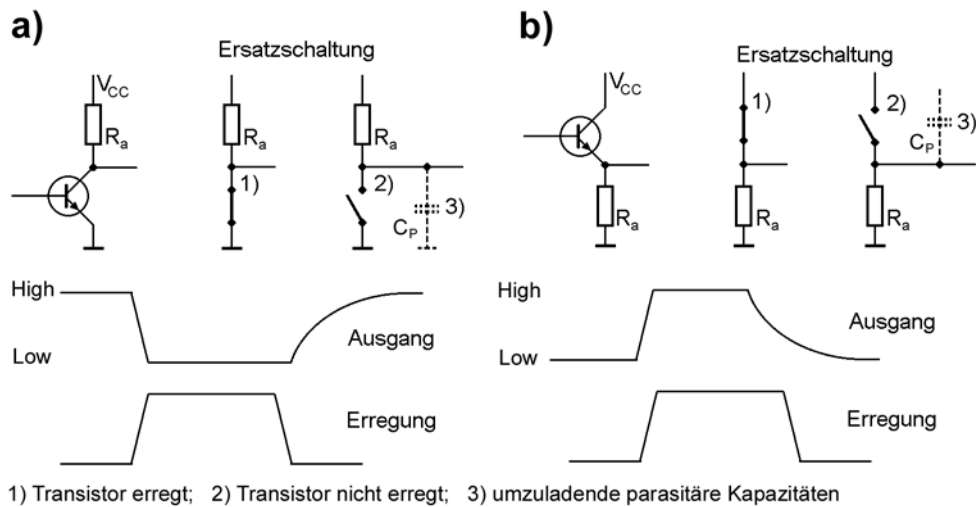 a)
Ersatzschaltung
V_CC
R_a
R_a
1)
R_a
2)
3)
C_P
High
Low
Ausgang
Erregung
b)
Ersatzschaltung
V_CC
R_a
1)
R_a
2)
3)
C_P
R_a
High
Low
Ausgang
Erregung
1) Transistor erregt; 2) Transistor nicht erregt; 3) umzuladende parasitäre Kapazitäten